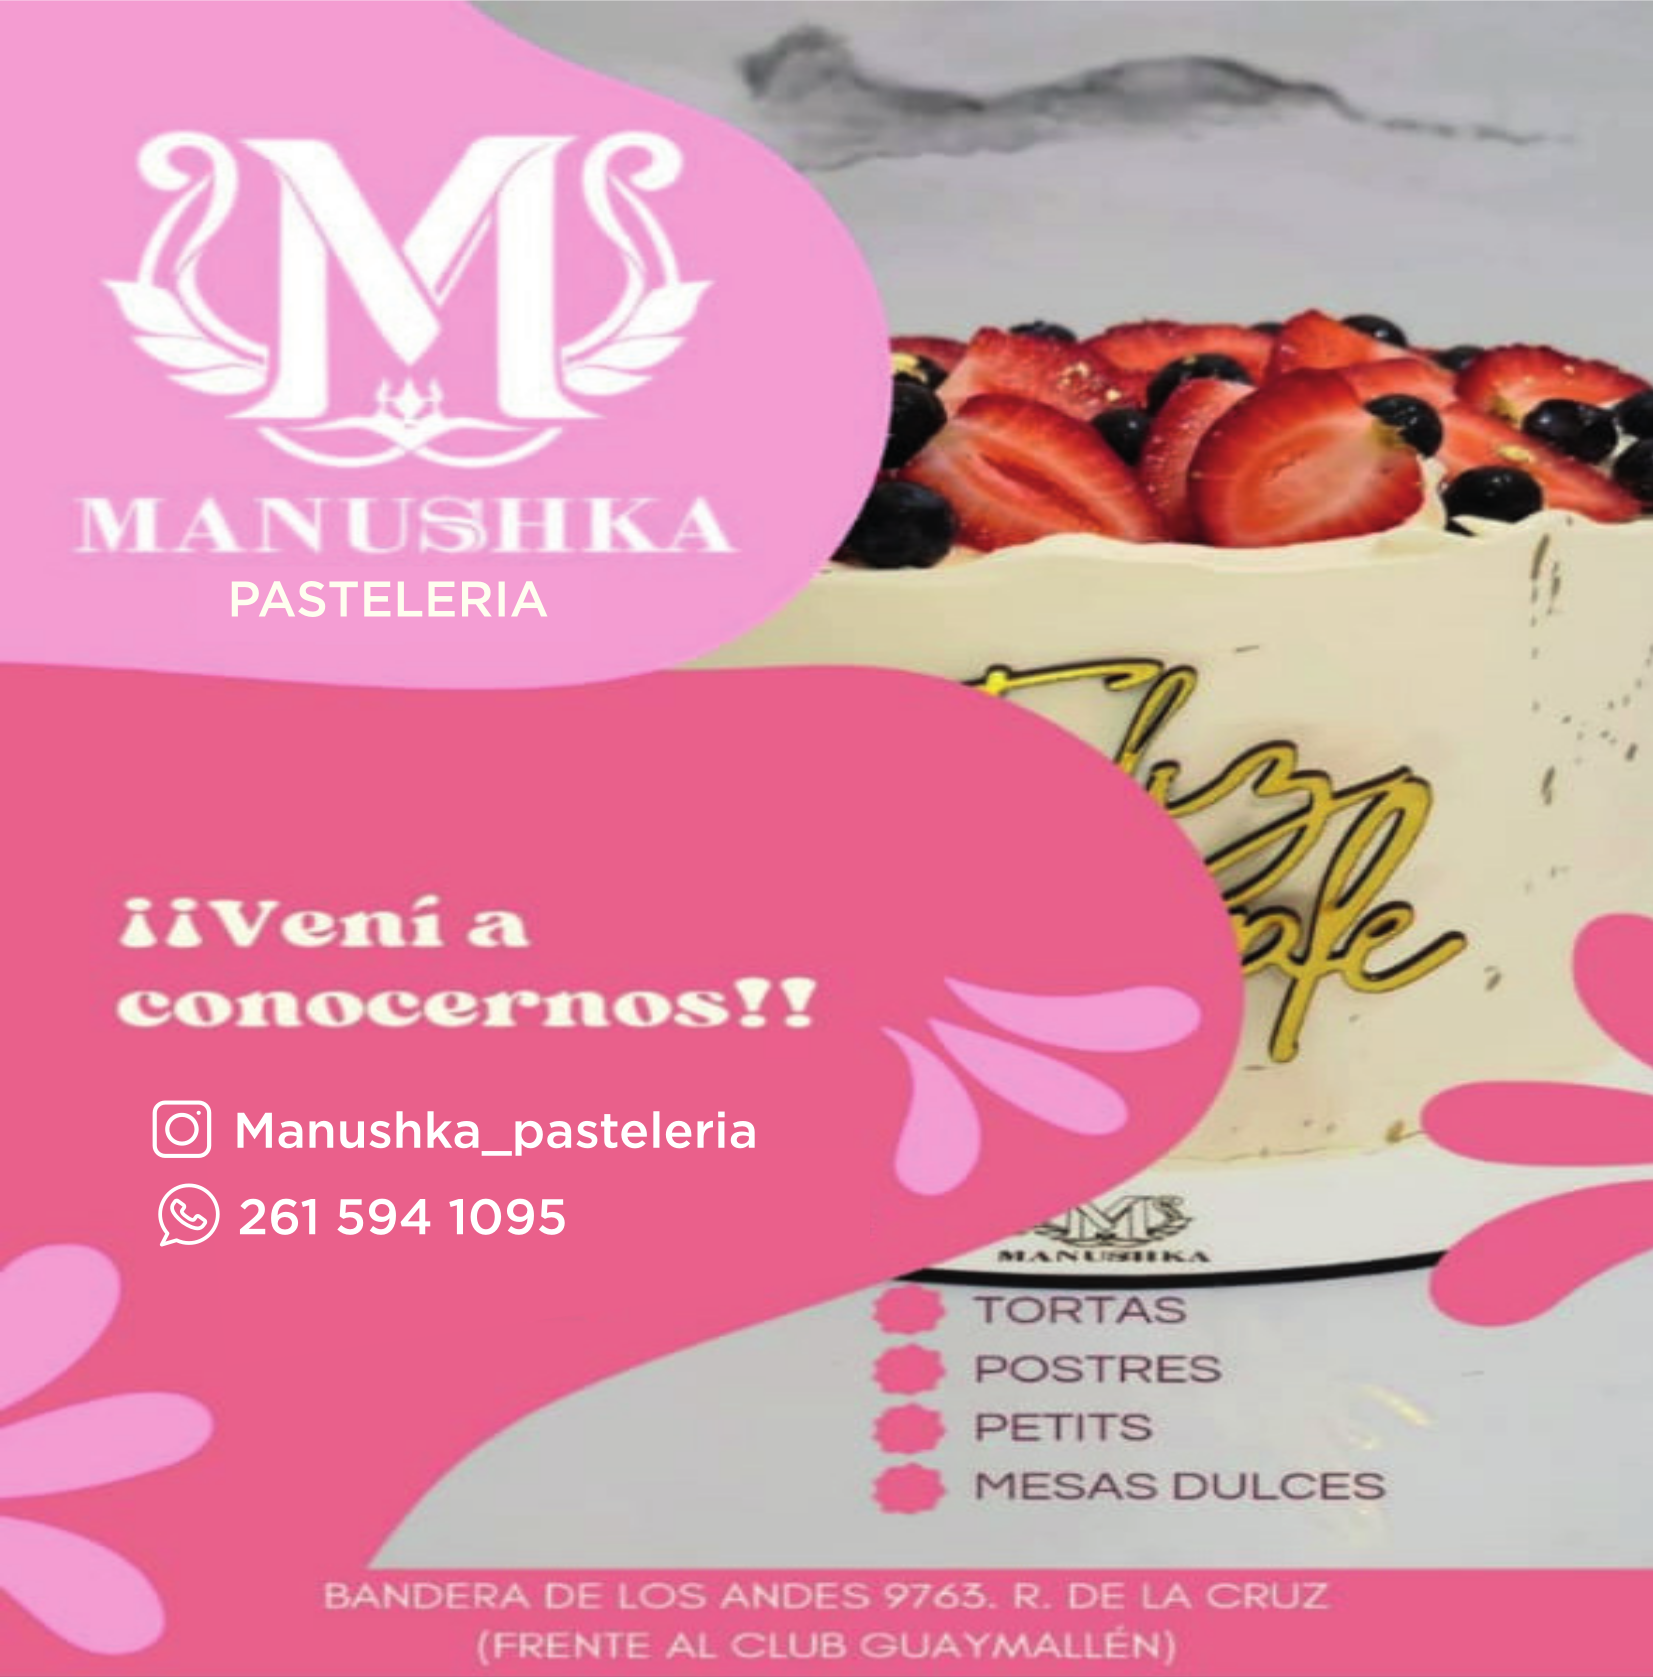 MANUSHKA
PASTELERIA
¡¡Vení a
conocernos!!
Manushka_pasteleria
261 594 1095
MANUSHKA
TORTAS
POSTRES
PETITS
MESAS DULCES
BANDERA DE LOS ANDES 9763. R. DE LA CRUZ
(FRENTE AL CLUB GUAYMALLÉN)